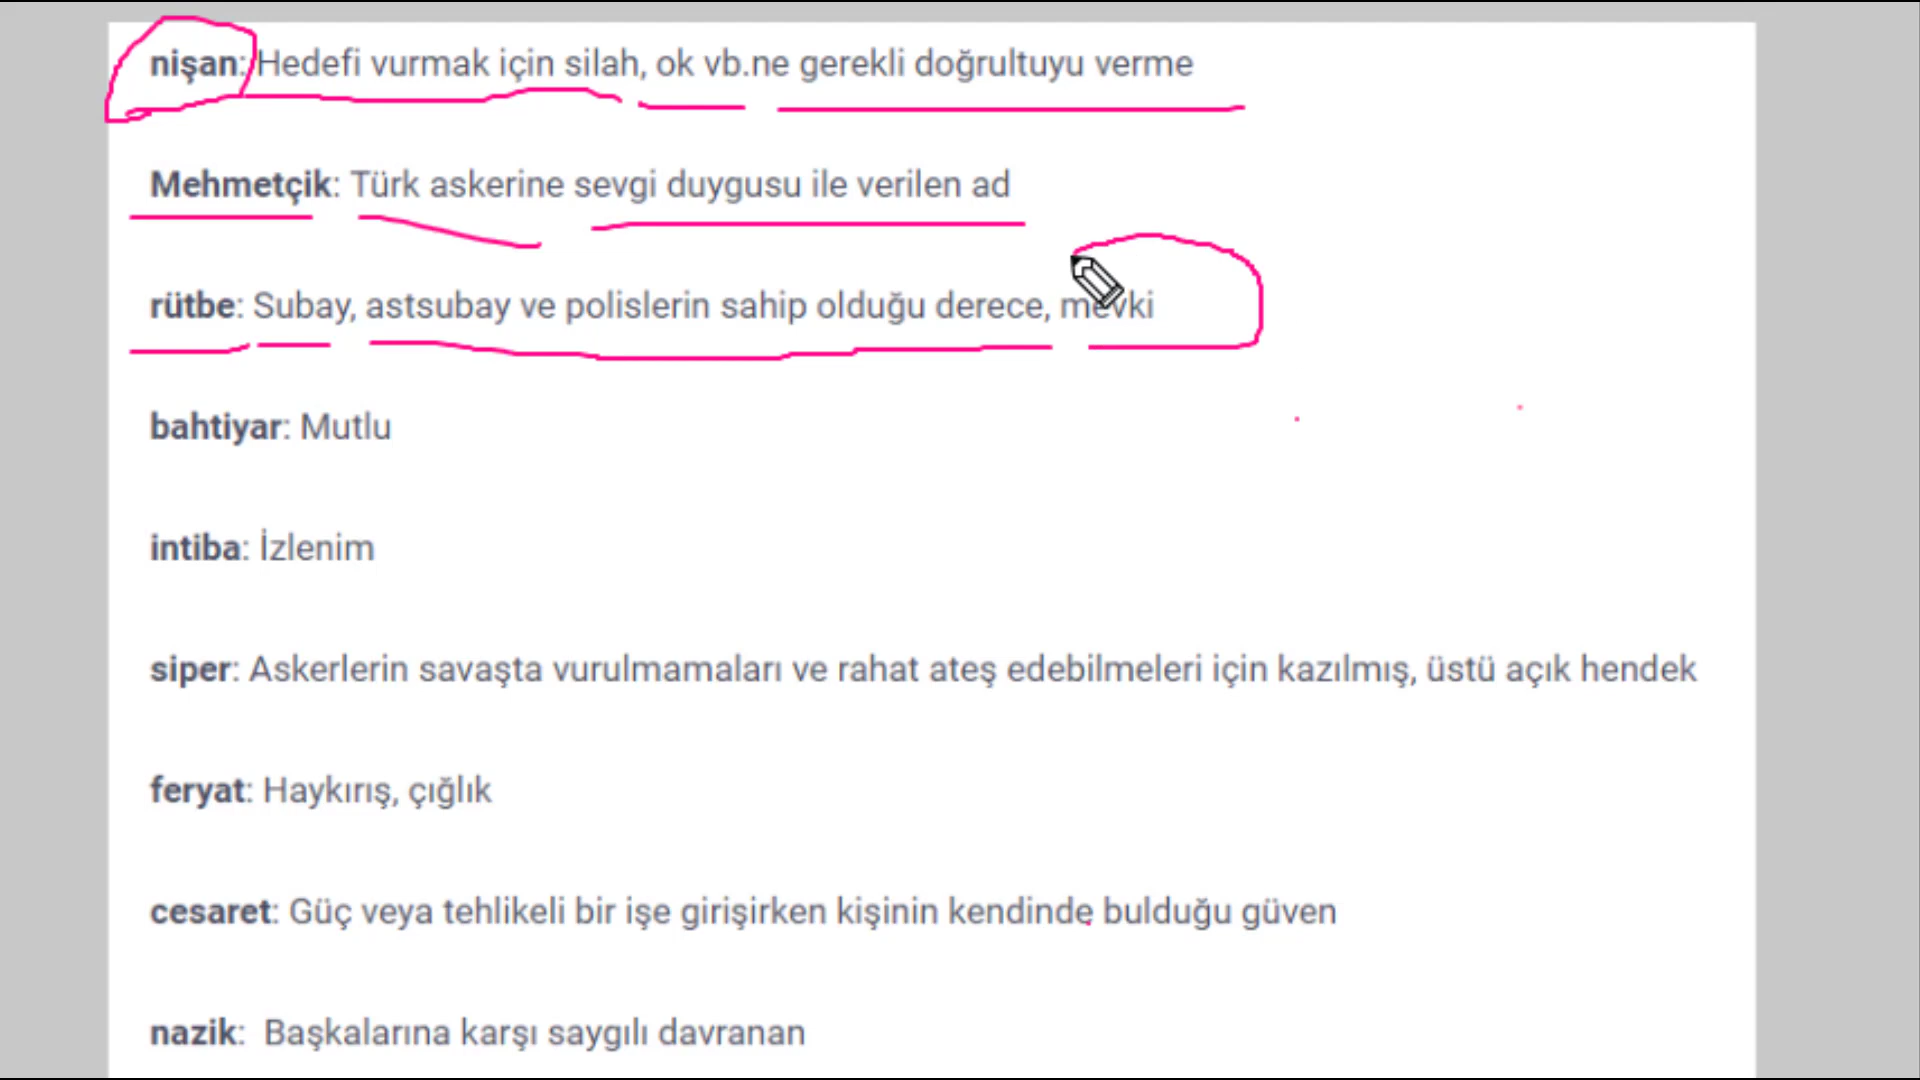 nişan: Hedefi vurmak için silah, ok vb.ne gerekli doğrultuyu verme
Mehmetçik: Türk askerine sevgi duygusu ile verilen ad
rütbe: Subay, astsubay ve polislerin sahip olduğu derece, mevki
bahtiyar: Mutlu
intiba: İzlenim
siper: Askerlerin savaşta vurulmamaları ve rahat ateş edebilmeleri için kazılmış, üstü açık hendek
feryat: Haykırış, çığlık
cesaret: Güç veya tehlikeli bir işe girişirken kişinin kendinde bulduğu güven
nazik: Başkalarına karşı saygılı davranan